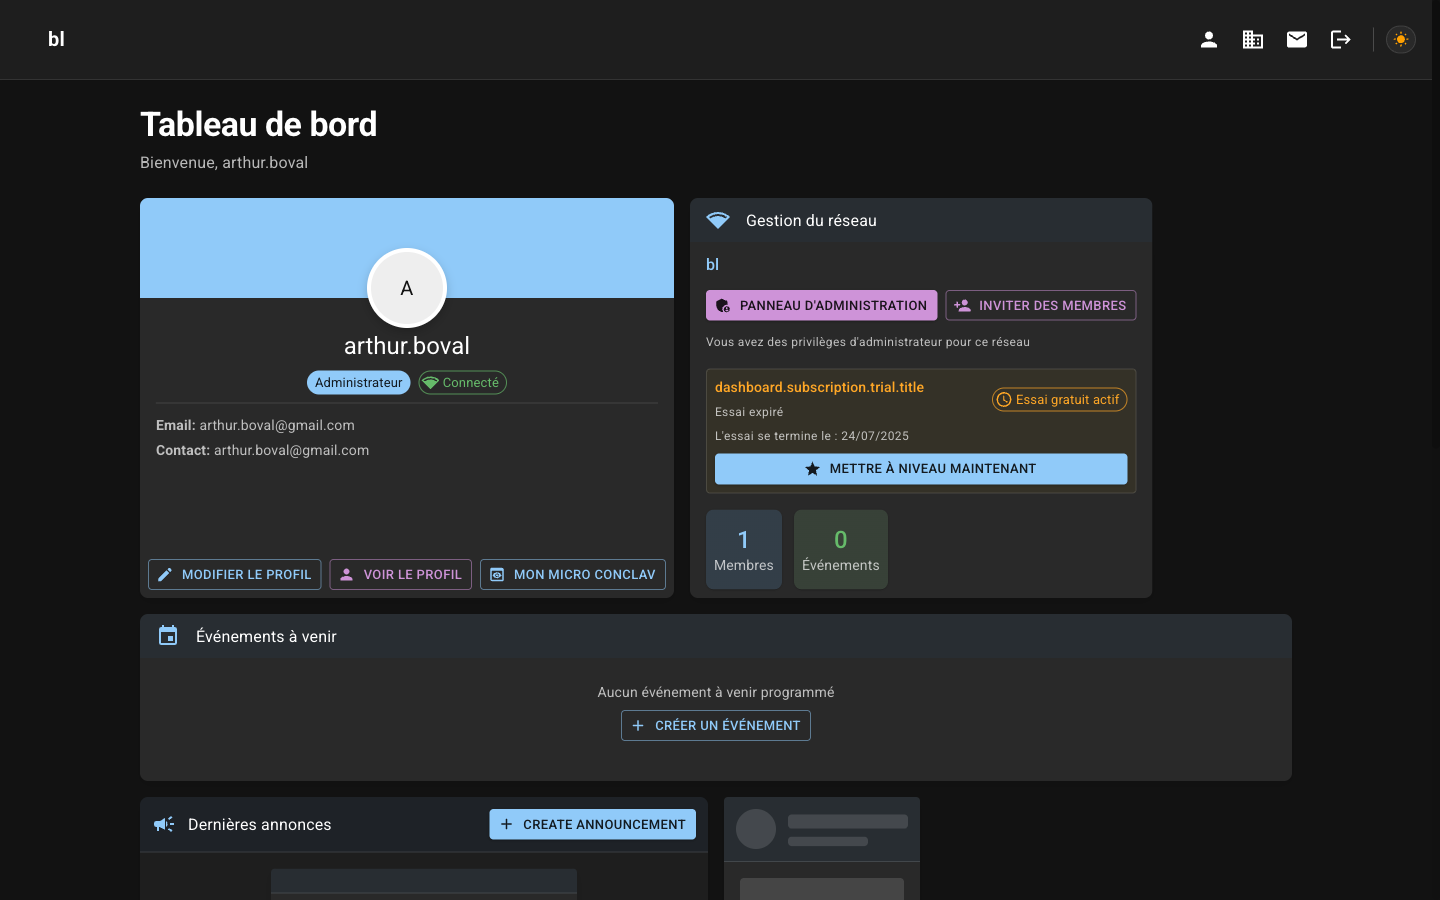 bl
Tableau de bord
Bienvenue, arthur.boval
A
arthur.boval
Administrateur
Connecté
Email: arthur.boval@gmail.com
Contact: arthur.boval@gmail.com
MODIFIER LE PROFIL
VOIR LE PROFIL
MON MICRO CONCLAV
Gestion du réseau
bl
PANNEAU D'ADMINISTRATION
INVITER DES MEMBRES
Vous avez des privilèges d'administrateur pour ce réseau
dashboard.subscription.trial.title
Essai gratuit actif
Essai expiré
L'essai se termine le : 24/07/2025
METTRE À NIVEAU MAINTENANT
1
Membres
0
Événements
Événements à venir
Aucun événement à venir programmé
CRÉER UN ÉVÉNEMENT
Dernières annonces
CREATE ANNOUNCEMENT